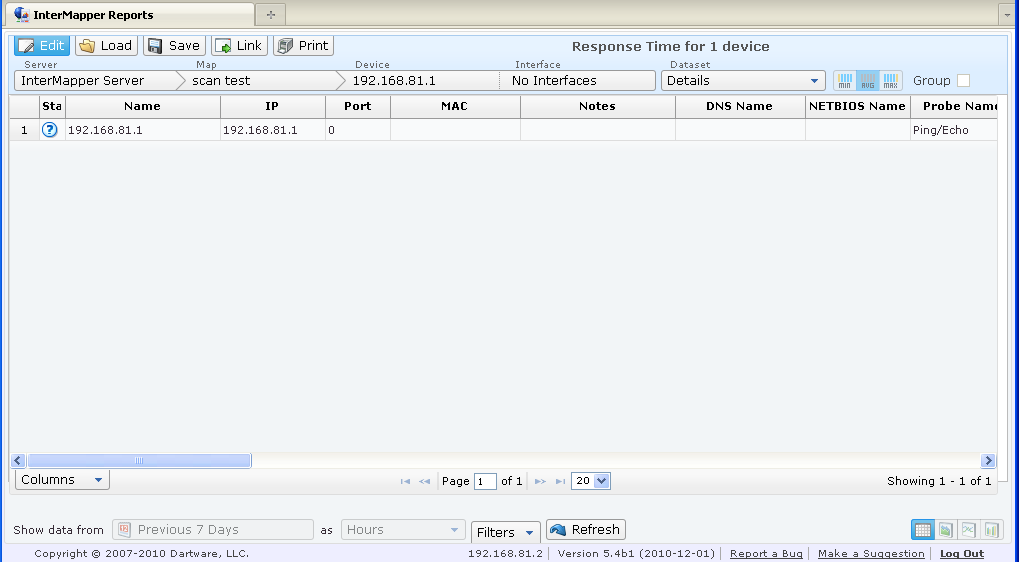 InterMapper Reports
Edit Load Save Link Print Response Time for 1 device
Server Map Device Interface Dataset
InterMapper Server scan test 192.168.81.1 No Interfaces Details MIN AVG MAX Group
Sta Name IP Port MAC Notes DNS Name NETBIOS Name Probe Name
1 192.168.81.1 192.168.81.1 0 Ping/Echo
Columns Page 1 of 1 20 Showing 1 - 1 of 1
Show data from Previous 7 Days as Hours Filters Refresh
Copyright © 2007-2010 Dartware, LLC. 192.168.81.2 Version 5.4b1 (2010-12-01) Report a Bug Make a Suggestion Log Out